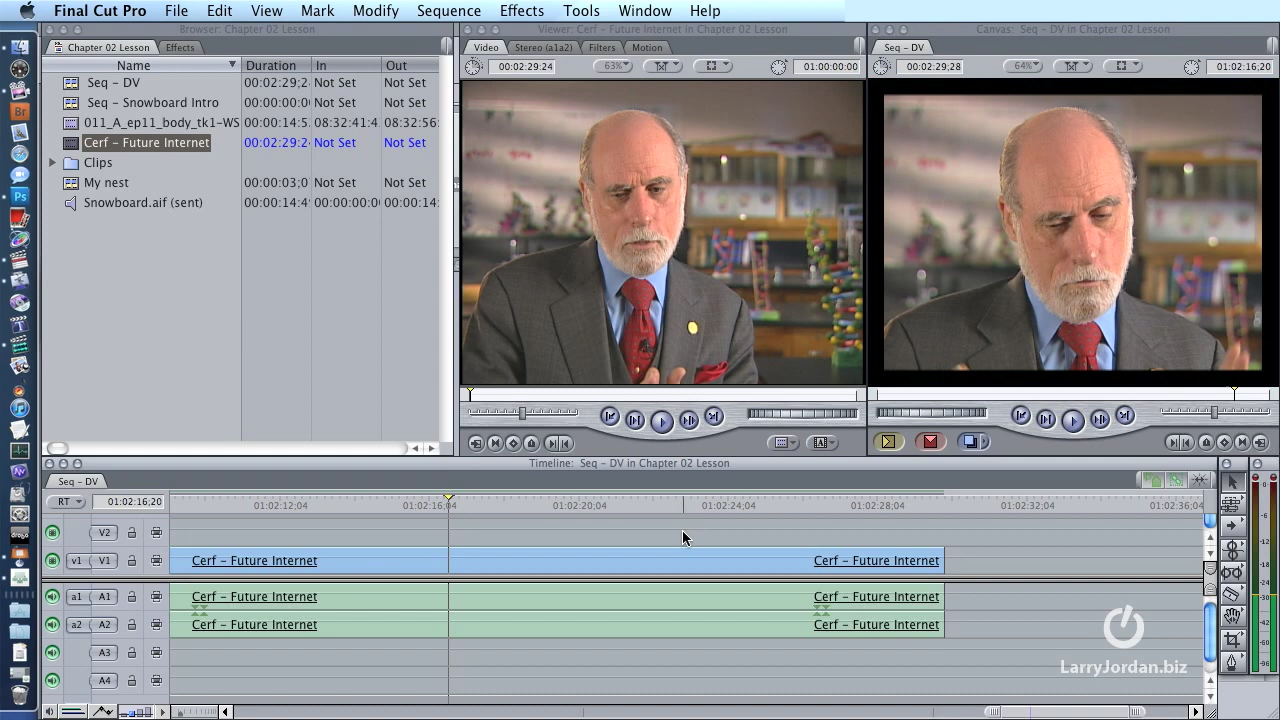 Final Cut Pro File Edit View Mark Modify Sequence Effects Tools Window Help
Browser: Chapter 02 Lesson
Viewer: Cerf – Future Internet in Chapter 02 Lesson
Canvas: Seq – DV in Chapter 02 Lesson
Chapter 02 Lesson Effects
Video Stereo (a1a2) Filters Motion
Seq – DV
Name Duration In Out
00:02:29:24 63% 01:00:00:00
00:02:29;28 64% 01:02:16;20
Seq – DV 00:02:29;2 Not Set Not Set
Seq – Snowboard Intro 00:00:00:0 Not Set Not Set
011_A_ep11_body_tk1-WS 00:00:14:5 08:32:41:4 08:32:56:
Cerf – Future Internet 00:02:29:2 Not Set Not Set
Clips
My nest 00:00:03;0 Not Set Not Set
Snowboard.aif (sent) 00:00:14:4 00:00:00:0 00:00:14:
Br
Ps
Timeline: Seq – DV in Chapter 02 Lesson
Seq – DV
RT 01:02:16;20 01:02:12;04 01:02:16;04 01:02:20;04 01:02:24;04 01:02:28;04 01:02:32;04 01:02:36;04
V2
v1 V1 Cerf – Future Internet Cerf – Future Internet
a1 A1 Cerf – Future Internet Cerf – Future Internet
a2 A2 Cerf – Future Internet Cerf – Future Internet
A3
A4
LarryJordan.biz
-6
-12
-18
-24
-30
-42
-60
-96